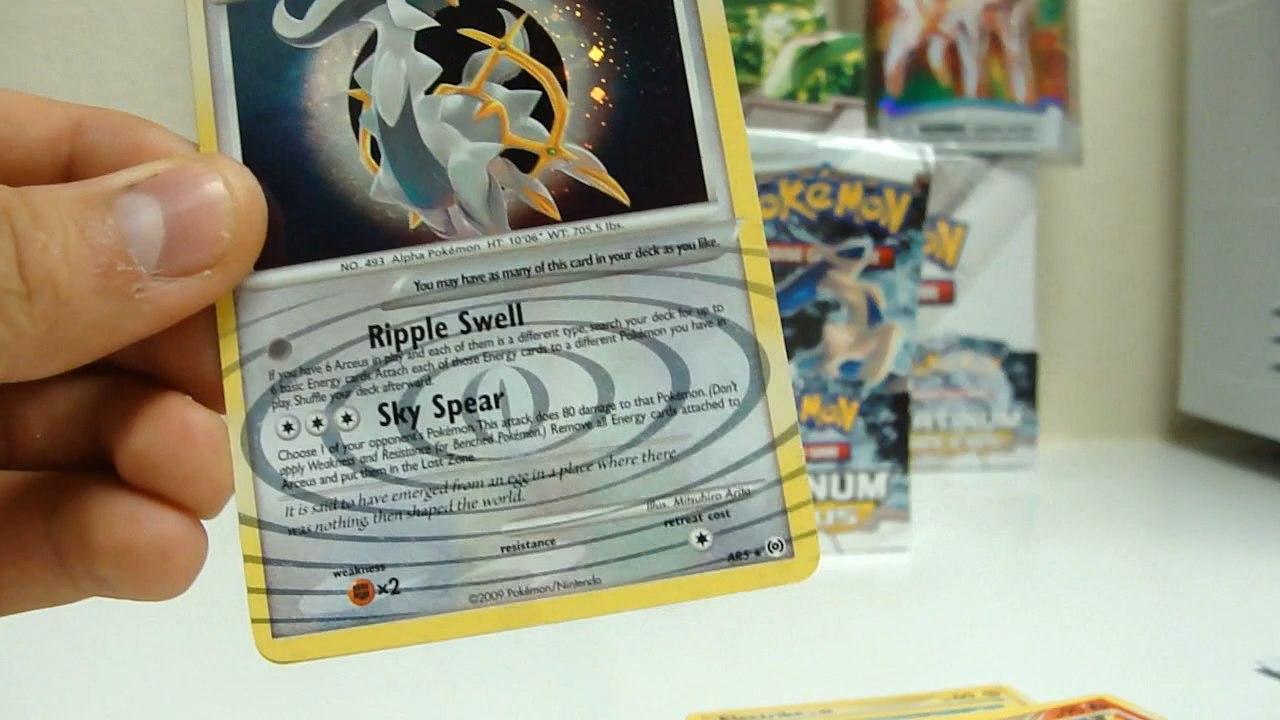 NO. 493 Alpha Pokémon HT: 10'06" WT: 705.5 lbs.
You may have as many of this card in your deck as you like.
Ripple Swell
If you have 6 Arceus in play and each of them is a different type, search your deck for up to
6 basic Energy cards. Attach each of those Energy cards to a different Pokémon you have in
play. Shuffle your deck afterward.
Sky Spear
Choose 1 of your opponent's Pokémon. This attack does 80 damage to that Pokémon. (Don't
apply Weakness and Resistance for Benched Pokémon.) Remove all Energy cards attached to
Arceus and put them in the Lost Zone.
It is said to have emerged from an egg in a place where there
was nothing, then shaped the world.
Illus. Mitsuhiro Arita
weakness
×2
resistance
retreat cost
©2009 Pokémon/Nintendo
AR5
POKéMON
NUM
Electrike